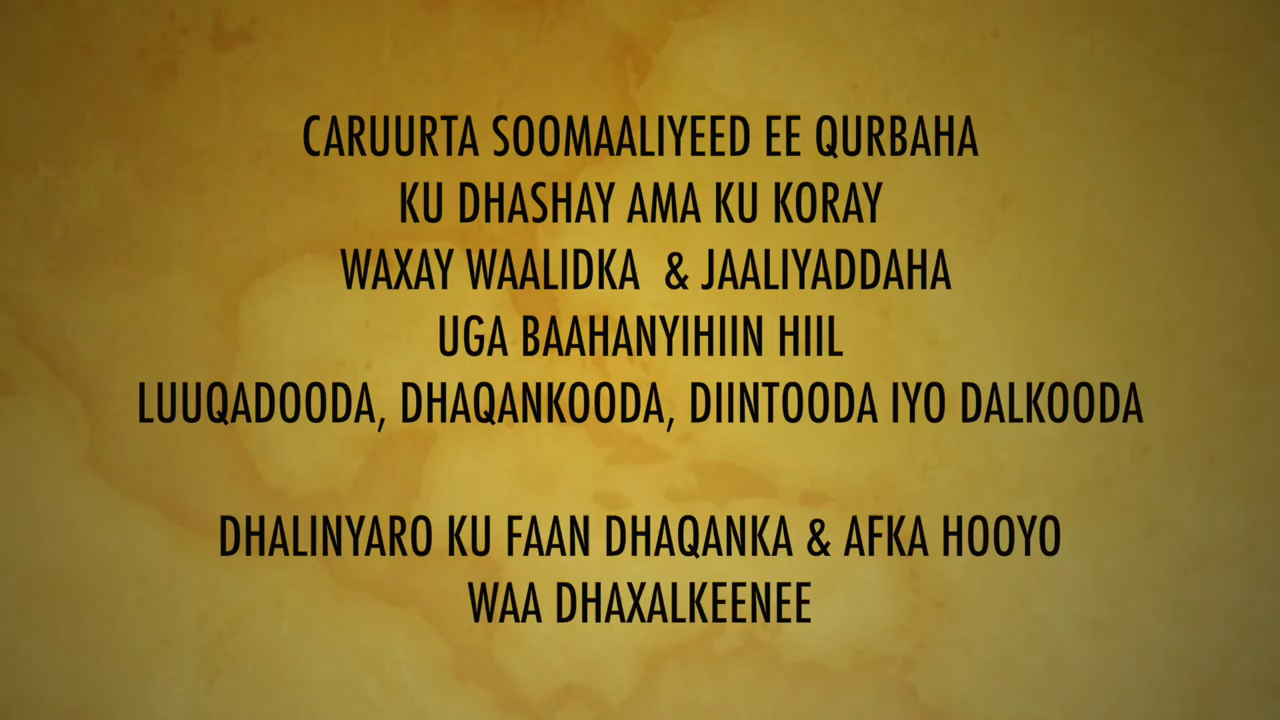 CARUURTA SOOMAALIYEED EE QURBAHA
KU DHASHAY AMA KU KORAY
WAXAY WAALIDKA & JAALIYADDAHA
UGA BAAHANYIHIIN HIIL
LUUQADOODA, DHAQANKOODA, DIINTOODA IYO DALKOODA
DHALINYARO KU FAAN DHAQANKA & AFKA HOOYO
WAA DHAXALKEENEE